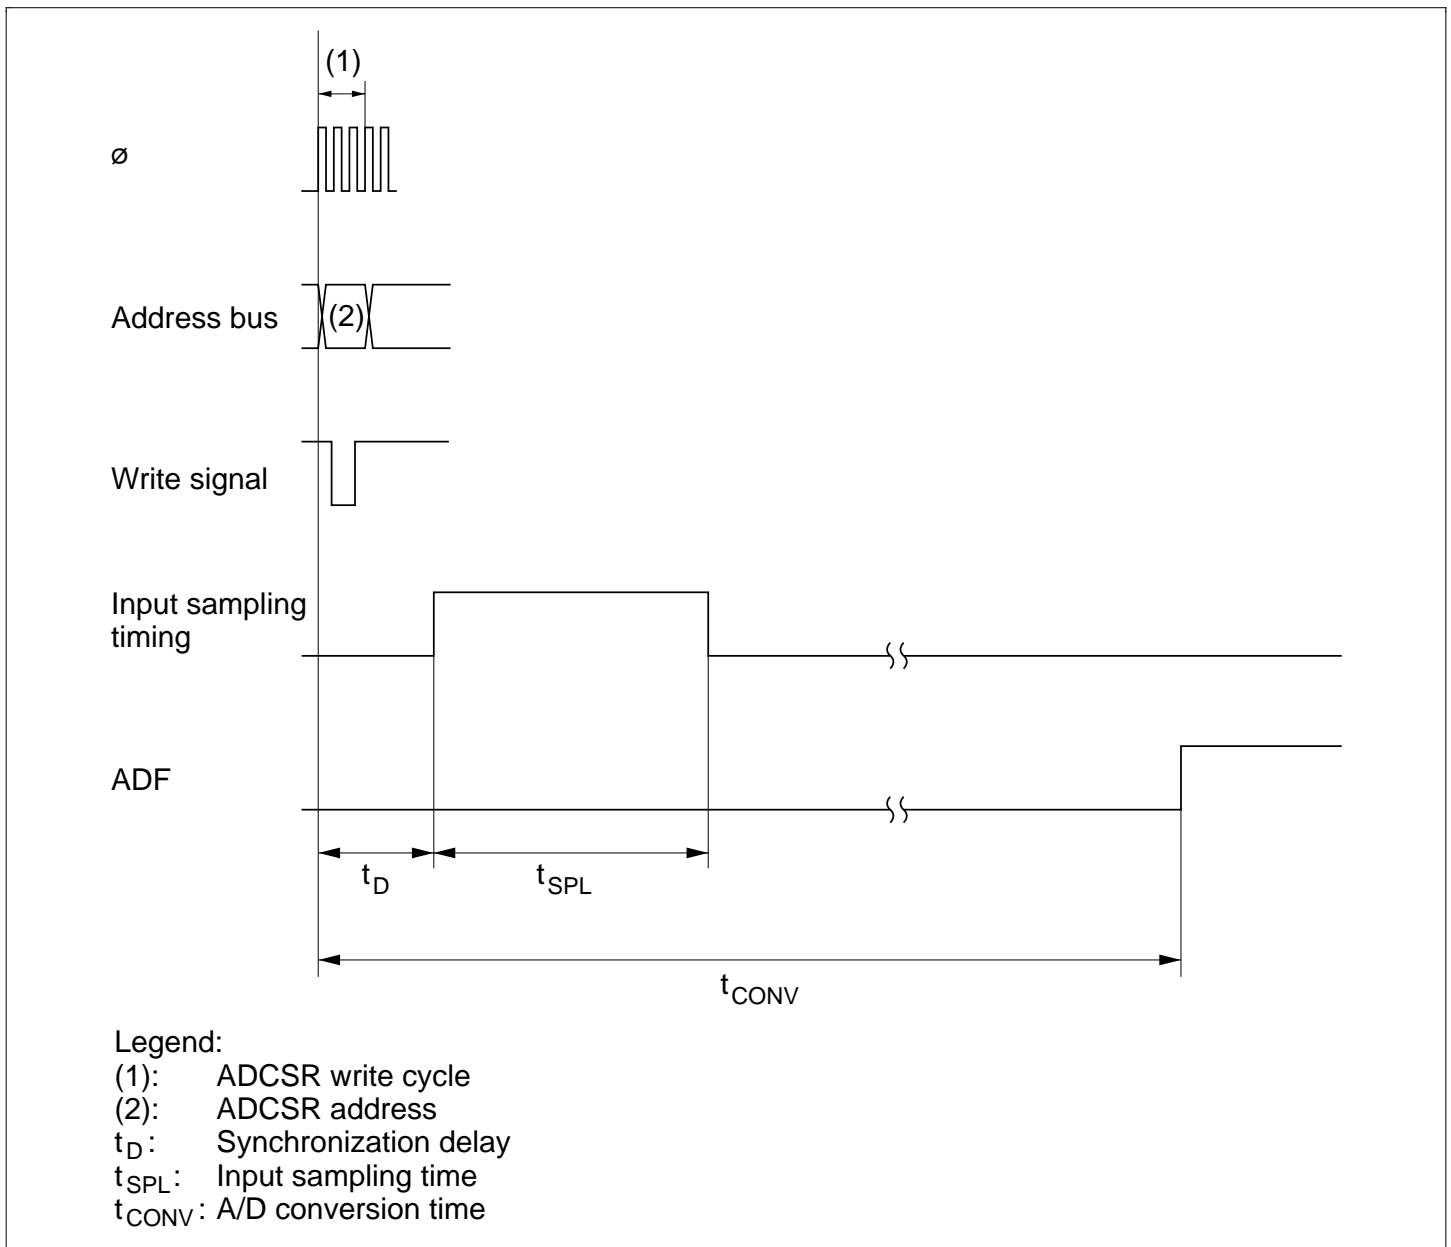 (1)
ø
Address bus
(2)
Write signal
Input sampling
timing
ADF
tD
tSPL
tCONV
Legend:
(1): ADCSR write cycle
(2): ADCSR address
tD: Synchronization delay
tSPL: Input sampling time
tCONV: A/D conversion time